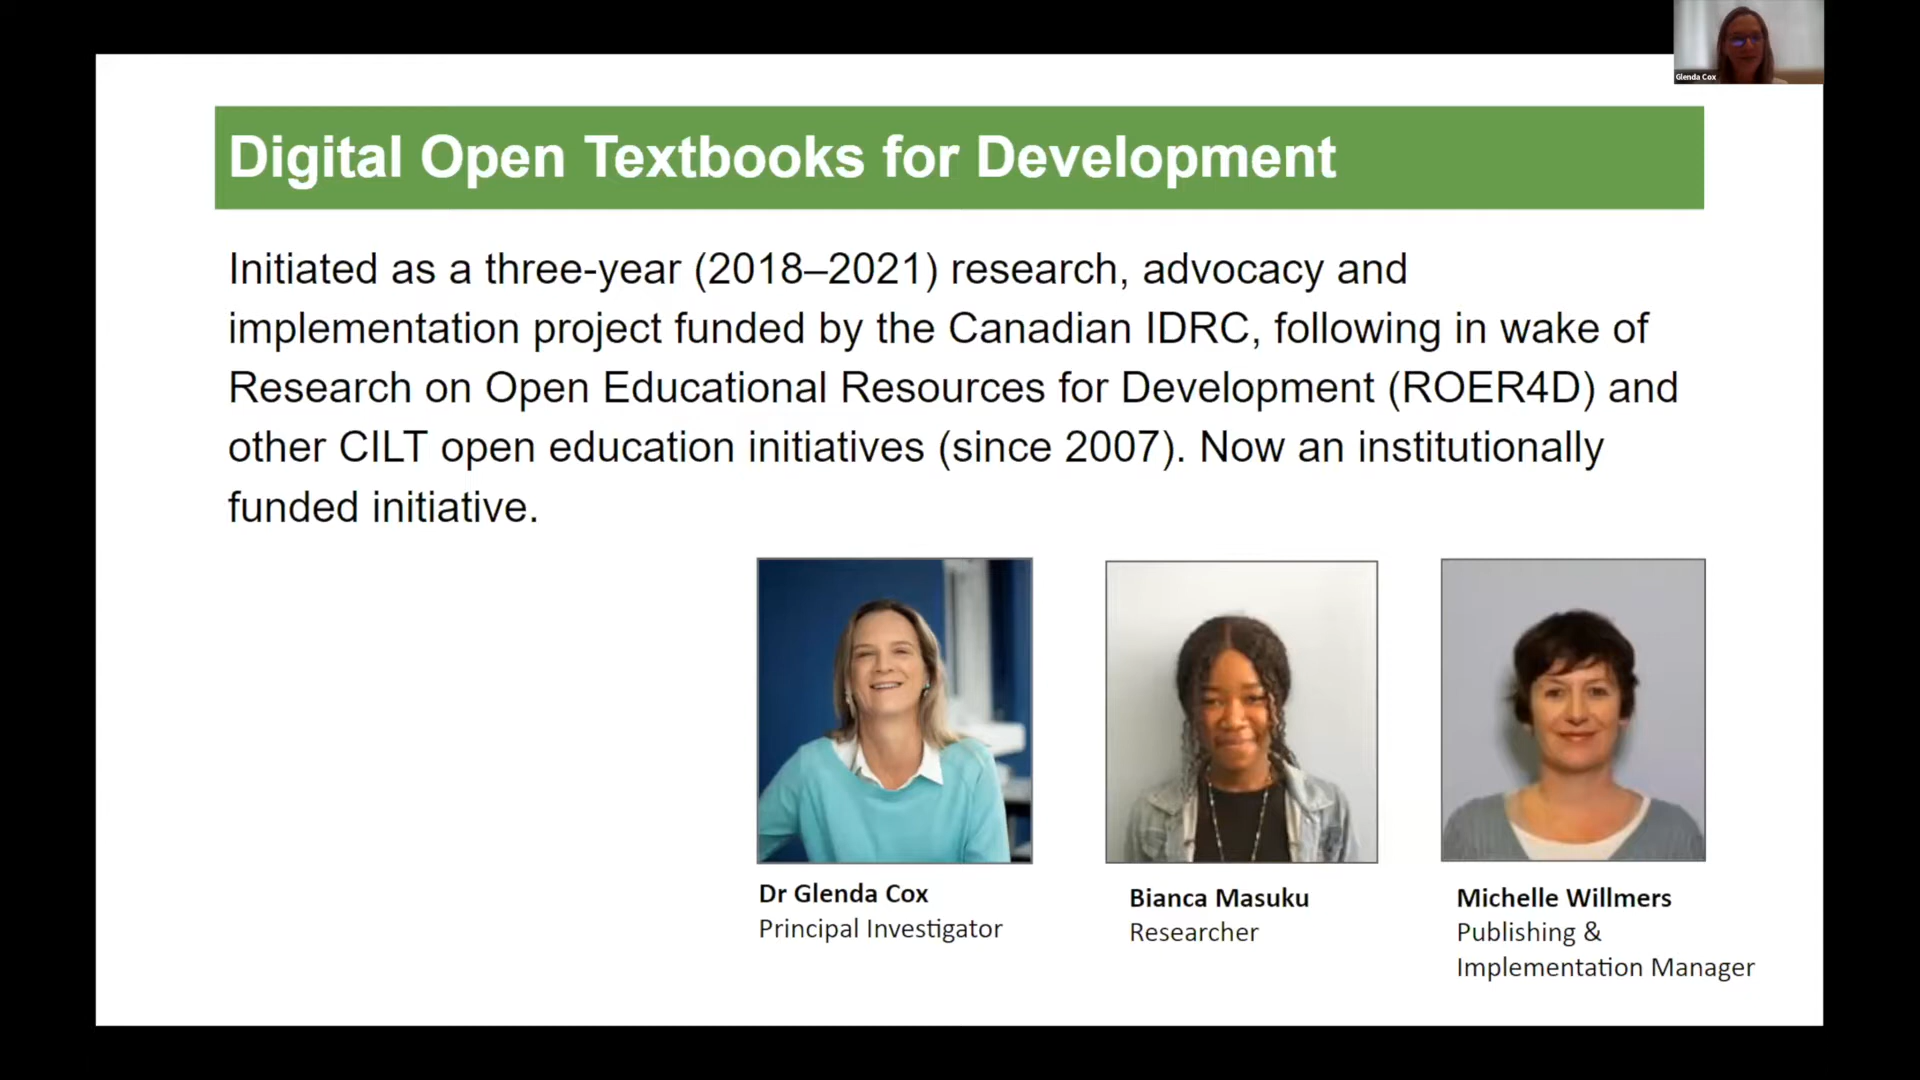 Glenda Cox
Digital Open Textbooks for Development
Initiated as a three-year (2018–2021) research, advocacy and
implementation project funded by the Canadian IDRC, following in wake of
Research on Open Educational Resources for Development (ROER4D) and
other CILT open education initiatives (since 2007). Now an institutionally
funded initiative.
Dr Glenda Cox
Principal Investigator
Bianca Masuku
Researcher
Michelle Willmers
Publishing &
Implementation Manager